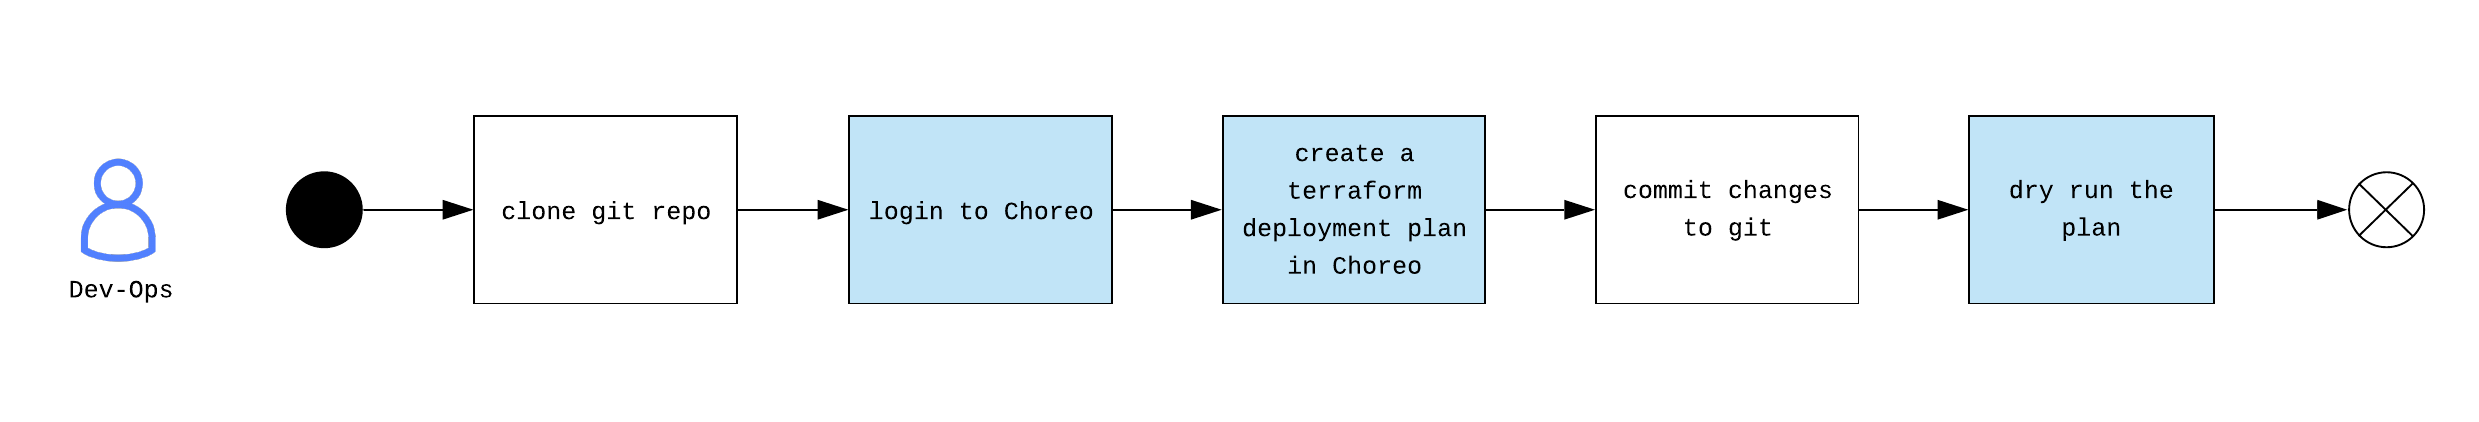 Dev-Ops
clone git repo
login to Choreo
create a
terraform
deployment plan
in Choreo
commit changes
to git
dry run the
plan